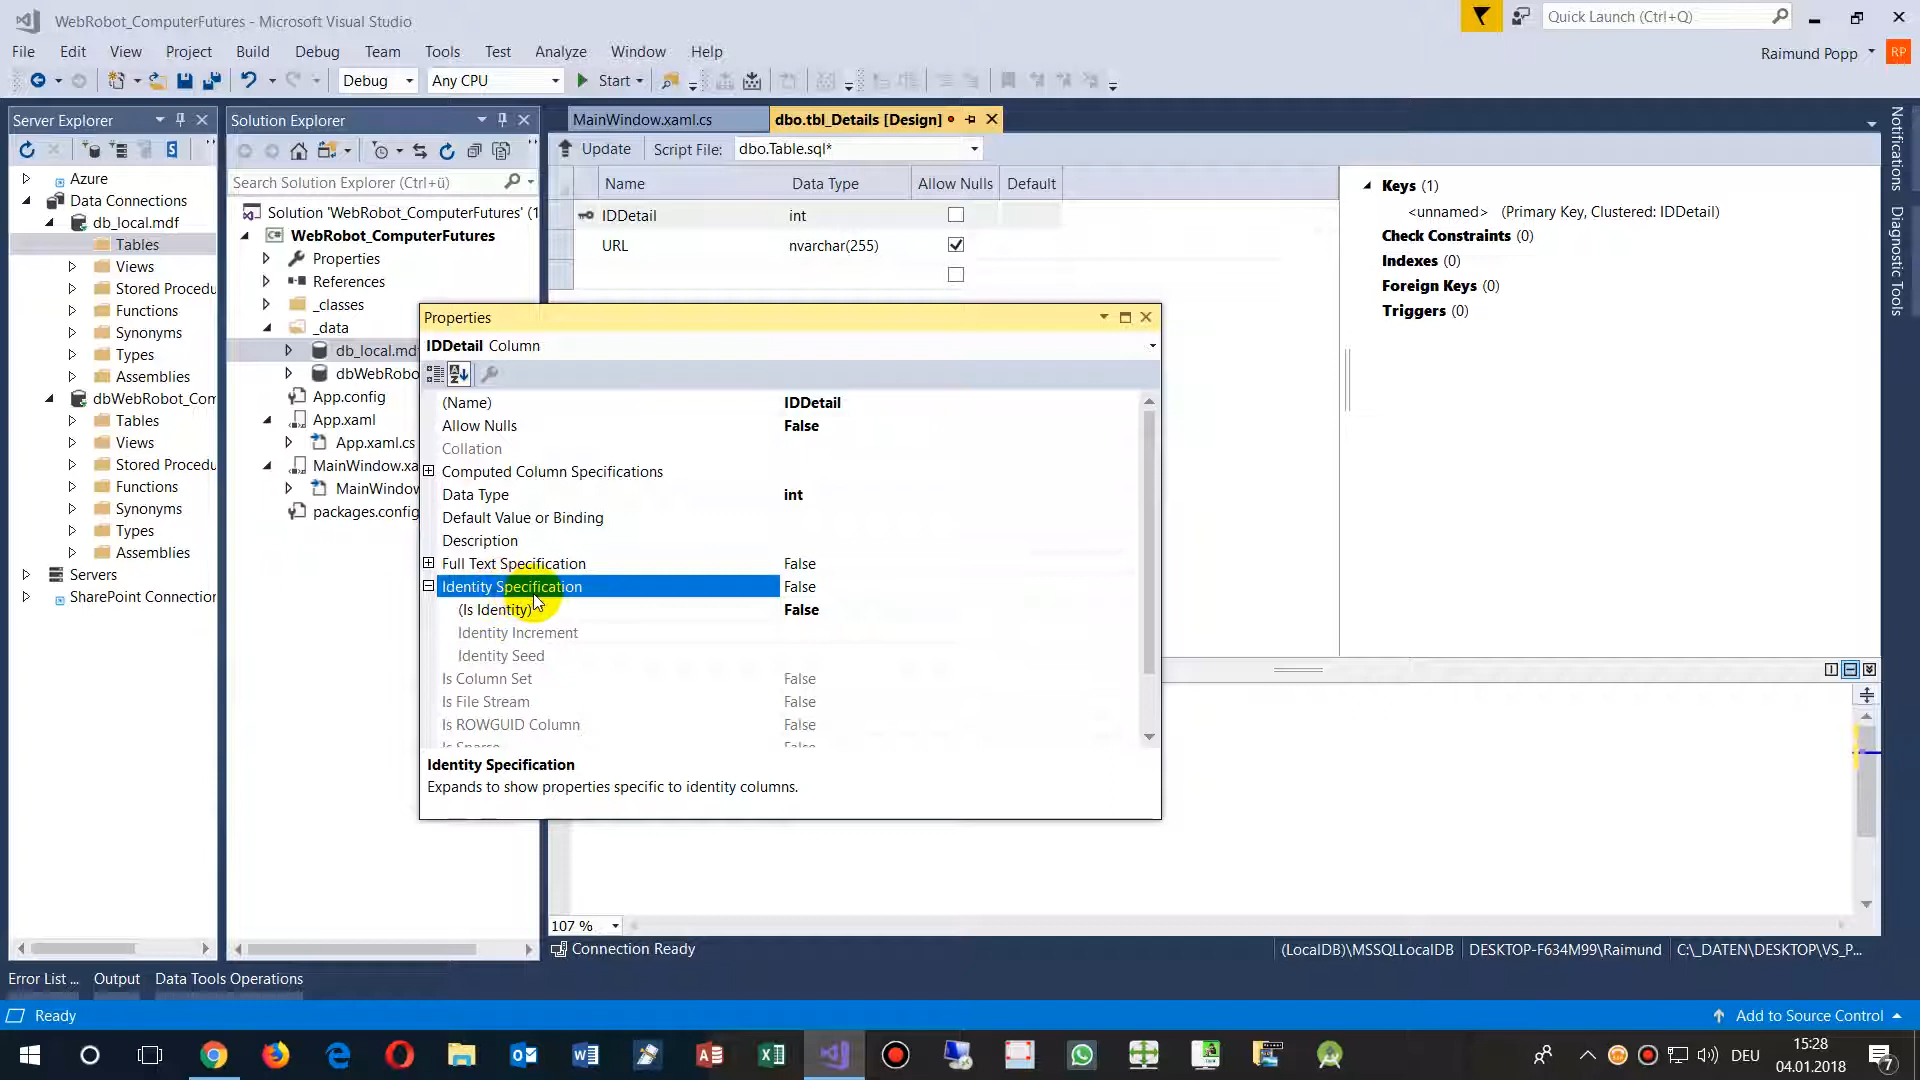 WebRobot_ComputerFutures - Microsoft Visual Studio
Quick Launch (Ctrl+Q)
File Edit View Project Build Debug Team Tools Test Analyze Window Help
Raimund Popp RP
Debug Any CPU Start
Server Explorer
Azure
Data Connections
db_local.mdf
Tables
Views
Stored Procedu
Functions
Synonyms
Types
Assemblies
dbWebRobot_Com
Tables
Views
Stored Procedu
Functions
Synonyms
Types
Assemblies
Servers
SharePoint Connection
Solution Explorer
Search Solution Explorer (Ctrl+ü)
Solution 'WebRobot_ComputerFutures' (1
WebRobot_ComputerFutures
Properties
References
_classes
_data
db_local.md
dbWebRobo
App.config
App.xaml
App.xaml.cs
MainWindow.xa
MainWindow
packages.config
MainWindow.xaml.cs
dbo.tbl_Details [Design]
Update Script File: dbo.Table.sql*
Name Data Type Allow Nulls Default
IDDetail int
URL nvarchar(255)
Keys (1)
<unnamed> (Primary Key, Clustered: IDDetail)
Check Constraints (0)
Indexes (0)
Foreign Keys (0)
Triggers (0)
Properties
IDDetail Column
(Name) IDDetail
Allow Nulls False
Collation
Computed Column Specifications
Data Type int
Default Value or Binding
Description
Full Text Specification False
Identity Specification False
(Is Identity) False
Identity Increment
Identity Seed
Is Column Set False
Is File Stream False
Is ROWGUID Column False
Is Sparse False
Identity Specification
Expands to show properties specific to identity columns.
107 %
Connection Ready
(LocalDB)\MSSQLLocalDB DESKTOP-F634M99\Raimund C:\_DATEN\DESKTOP\VS_P...
Notifications
Diagnostic Tools
Error List ... Output Data Tools Operations
Ready
Add to Source Control
DEU
15:28
04.01.2018
7